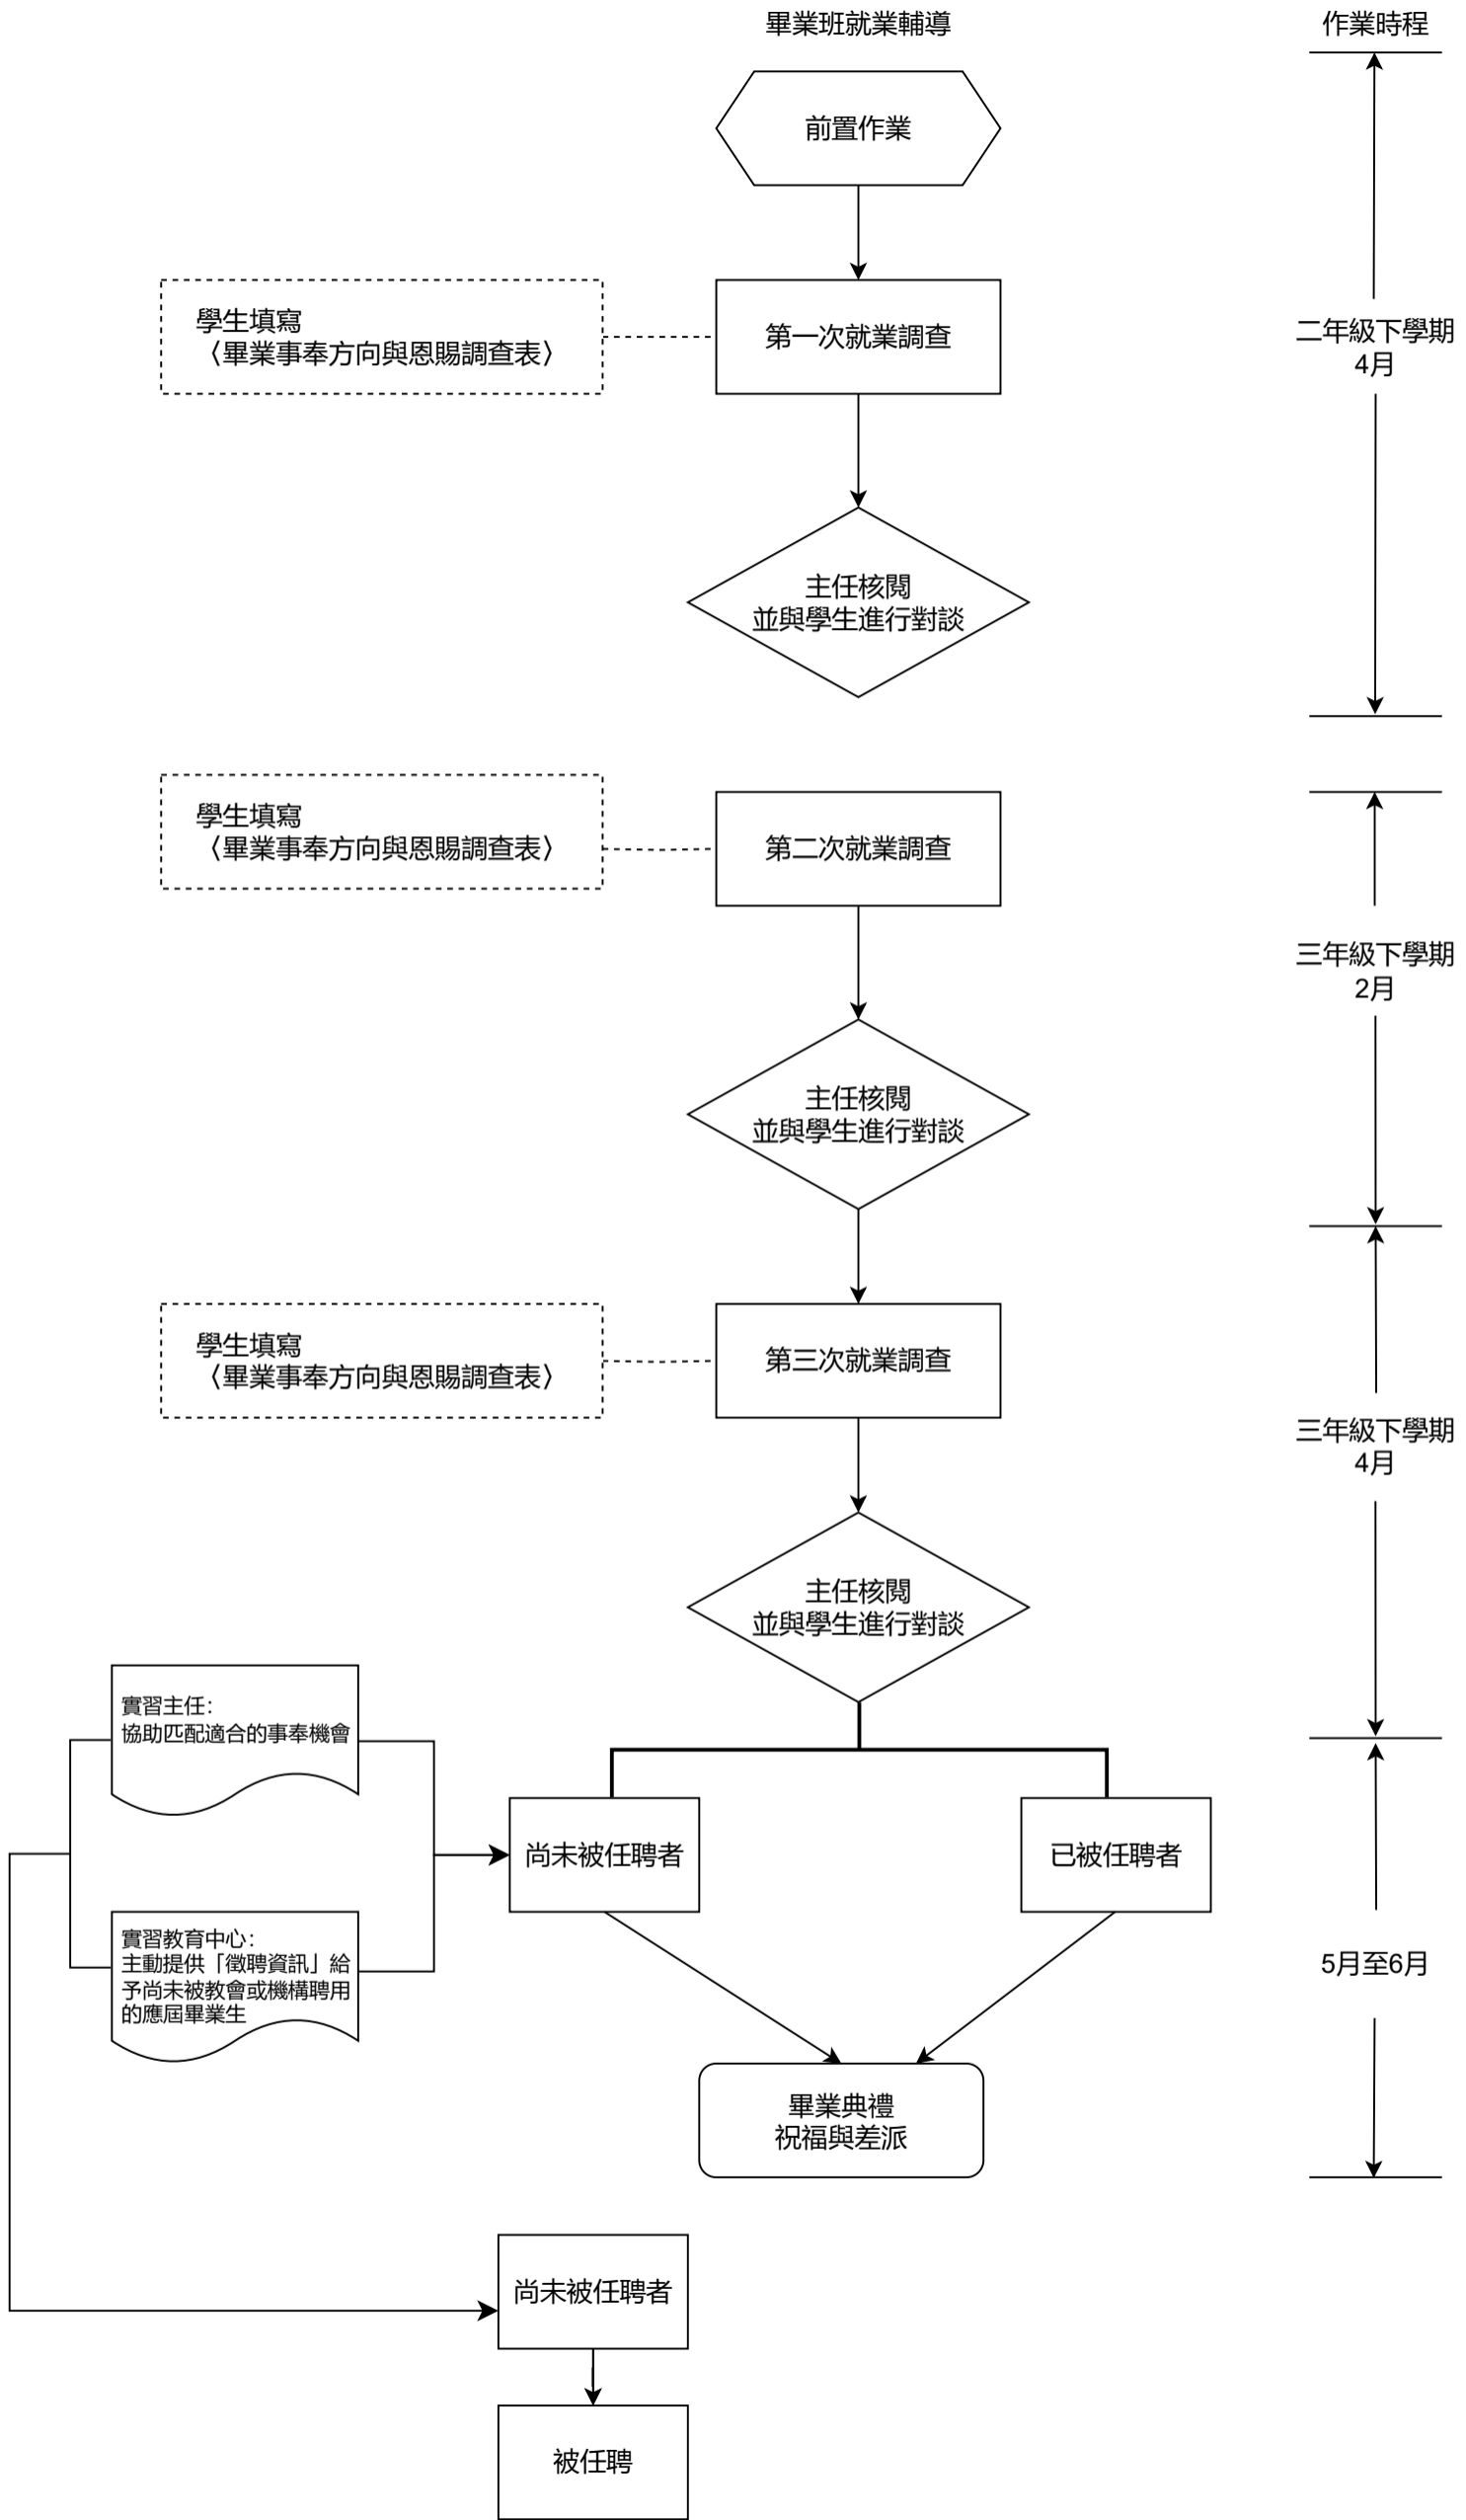 畢業班就業輔導
作業時程
前置作業
學生填寫
〈畢業事奉方向與恩賜調查表〉
第一次就業調查
二年級下學期
4月
主任核閱
並與學生進行對談
學生填寫
〈畢業事奉方向與恩賜調查表〉
第二次就業調查
三年級下學期
2月
主任核閱
並與學生進行對談
學生填寫
〈畢業事奉方向與恩賜調查表〉
第三次就業調查
三年級下學期
4月
主任核閱
並與學生進行對談
實習主任：
協助匹配適合的事奉機會
尚未被任聘者
已被任聘者
實習教育中心：
主動提供「徵聘資訊」給
予尚未被教會或機構聘用
的應屆畢業生
5月至6月
畢業典禮
祝福與差派
尚未被任聘者
被任聘